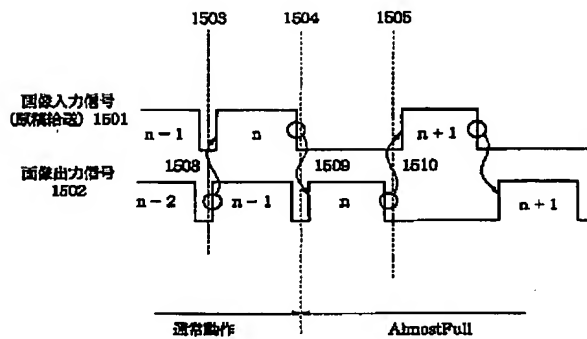 1503 1504 1505
画像入力信号
(原稿給送) 1501
n-1 n n+1
1508 1509 1510
画像出力信号
1502
n-2 n-1 n n+1
通常動作 AlmostFull